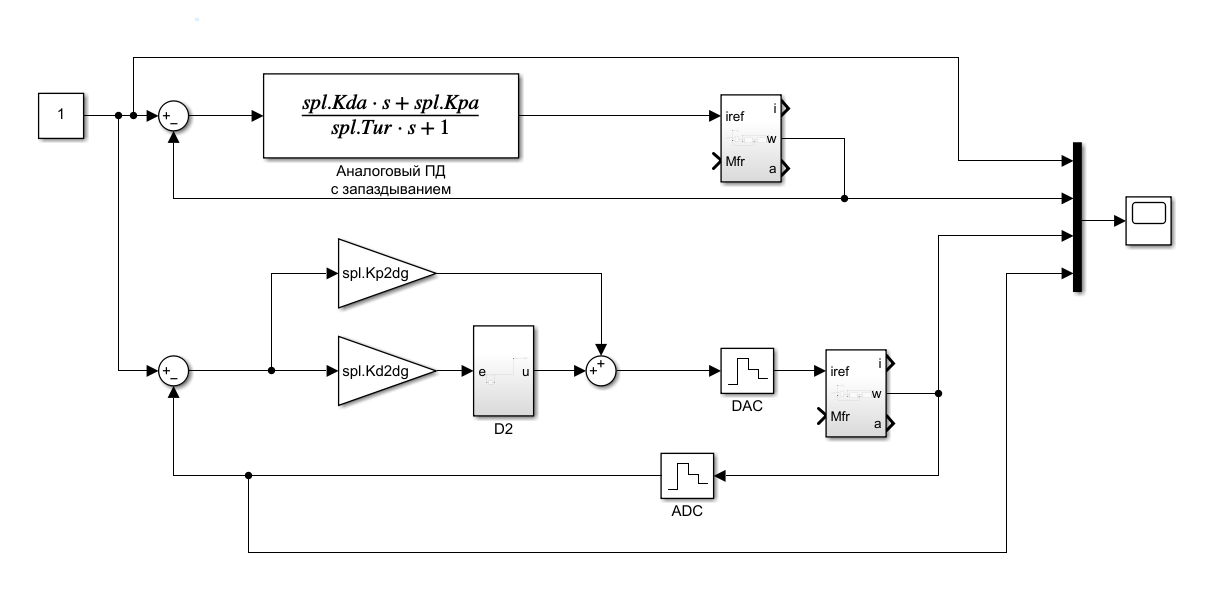 1
+
−
spl.Kda · s + spl.Kpa
spl.Tur · s + 1
Аналоговый ПД
с запаздыванием
iref
Mfr
i
w
a
spl.Kp2dg
+
−
spl.Kd2dg
e
u
D2
+
+
DAC
iref
Mfr
i
w
a
ADC